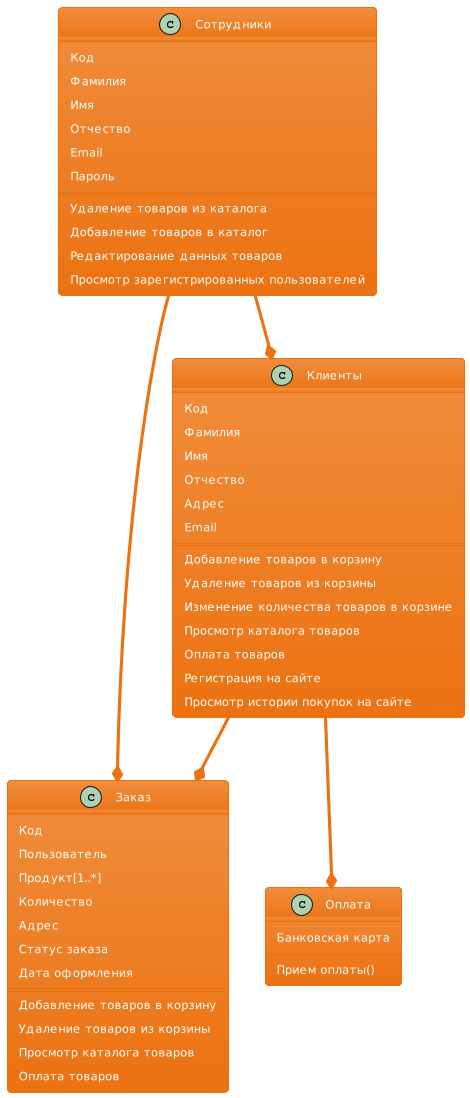 C Сотрудники
Код
Фамилия
Имя
Отчество
Email
Пароль
Удаление товаров из каталога
Добавление товаров в каталог
Редактирование данных товаров
Просмотр зарегистрированных пользователей
C Клиенты
Код
Фамилия
Имя
Отчество
Адрес
Email
Добавление товаров в корзину
Удаление товаров из корзины
Изменение количества товаров в корзине
Просмотр каталога товаров
Оплата товаров
Регистрация на сайте
Просмотр истории покупок на сайте
C Заказ
Код
Пользователь
Продукт[1..*]
Количество
Адрес
Статус заказа
Дата оформления
Добавление товаров в корзину
Удаление товаров из корзины
Просмотр каталога товаров
Оплата товаров
C Оплата
Банковская карта
Прием оплаты()